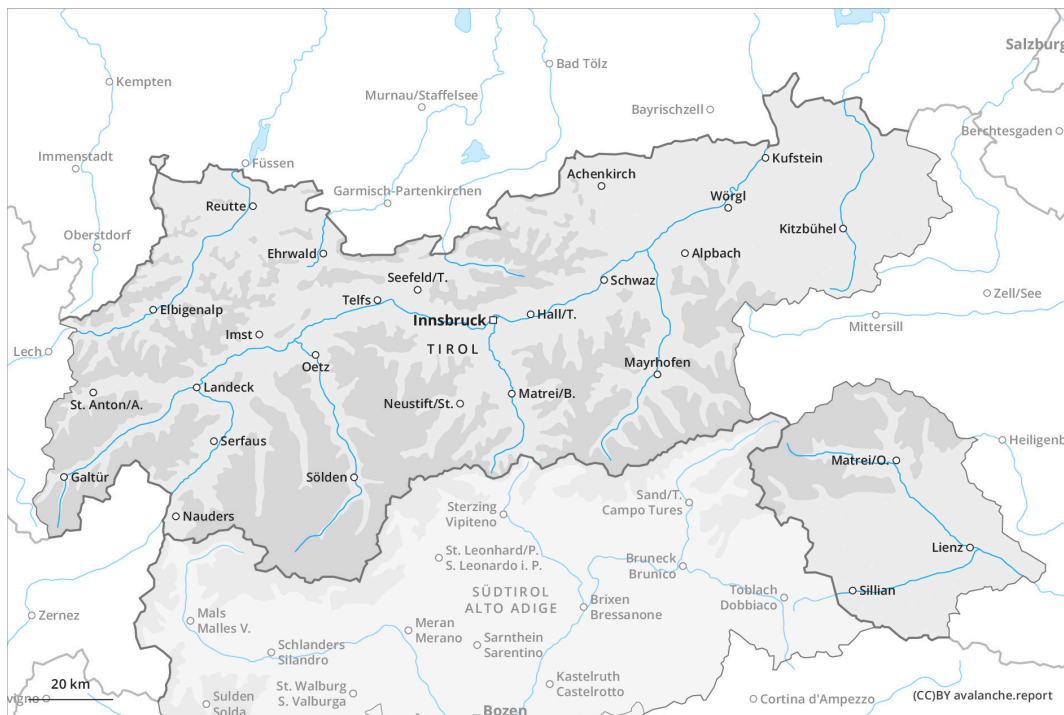 Salzburg
Kempten
Bad Tölz
Murnau/Staffelsee
Bayrischzell
Berchtesgaden
Immenstadt
Füssen
Kufstein
Achenkirch
Garmisch-Partenkirchen
Reutte
Wörgl
Oberstdorf
Kitzbühel
Ehrwald
Alpbach
Seefeld/T.
Schwaz
Zell/See
Telfs
Elbigenalp
Innsbruck
Hall/T.
Mittersill
Imst
TIROL
Lech
Oetz
Mayrhofen
Landeck
Matrei/B.
St. Anton/A.
Neustift/St.
Serfaus
Heiligenb
Matrei/O.
Galtür
Sölden
Sand/T.
Campo Tures
Sterzing
Vipiteno
Nauders
Lienz
St. Leonhard/P.
S. Leonardo i. P.
Bruneck
Brunico
SÜDTIROL
ALTO ADIGE
Sillian
Toblach
Dobbiaco
Brixen
Bressanone
Zernez
Mals
Malles V.
Meran
Merano
Sarnthein
Sarentino
Schlanders
Silandro
Kastelruth
Castelrotto
20 km
St. Walburg
S. Valburga
vigno
Sulden
Solda
Cortina d'Ampezzo
(CC)BY avalanche.report
Bozen